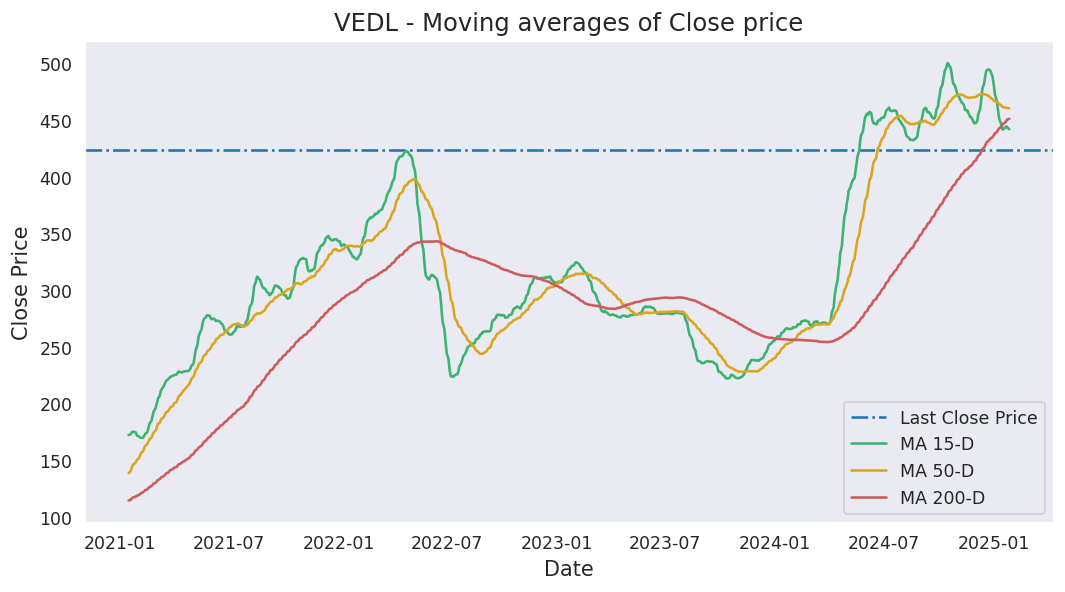 VEDL - Moving averages of Close price
Close Price
500
450
400
350
300
250
200
150
100
2021-01 2021-07 2022-01 2022-07 2023-01 2023-07 2024-01 2024-07 2025-01
Date
Last Close Price
MA 15-D
MA 50-D
MA 200-D